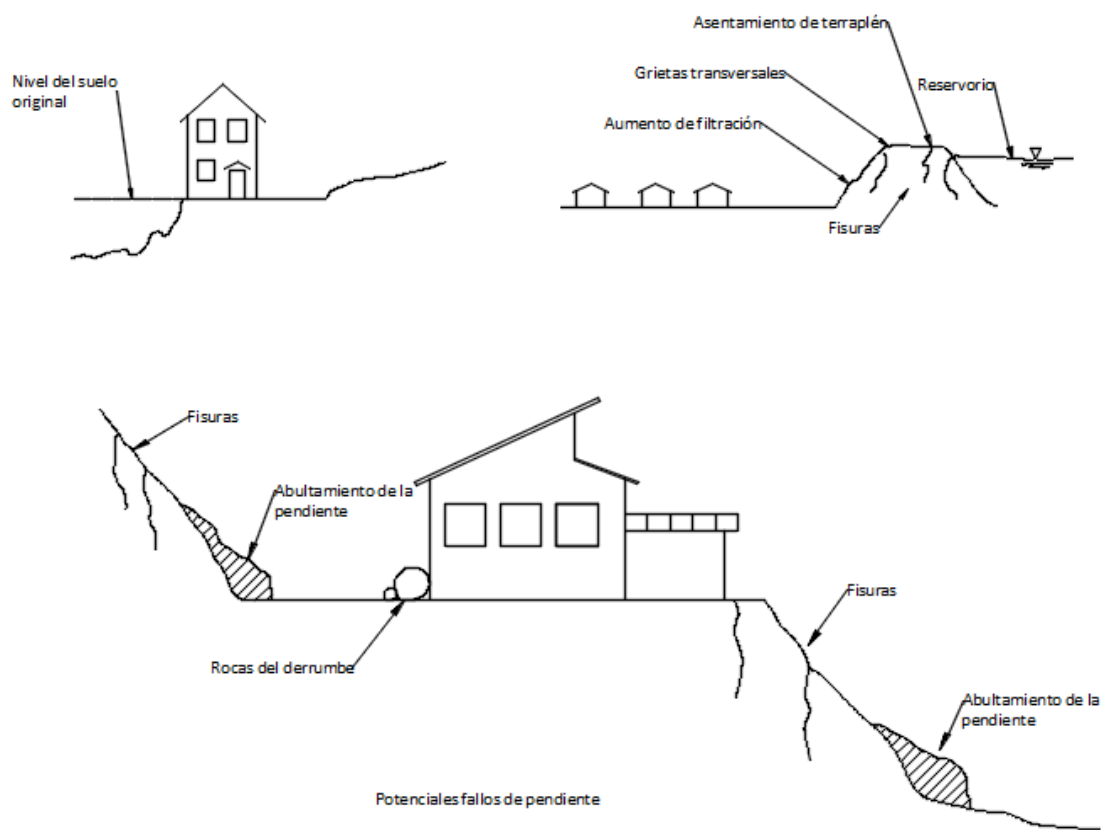 Nivel del suelo
original
Asentamiento de terraplén
Grietas transversales
Reservorio
Aumento de filtración
Fisuras
Fisuras
Abultamiento de la
pendiente
Fisuras
Rocas del derrumbe
Abultamiento de la
pendiente
Potenciales fallos de pendiente